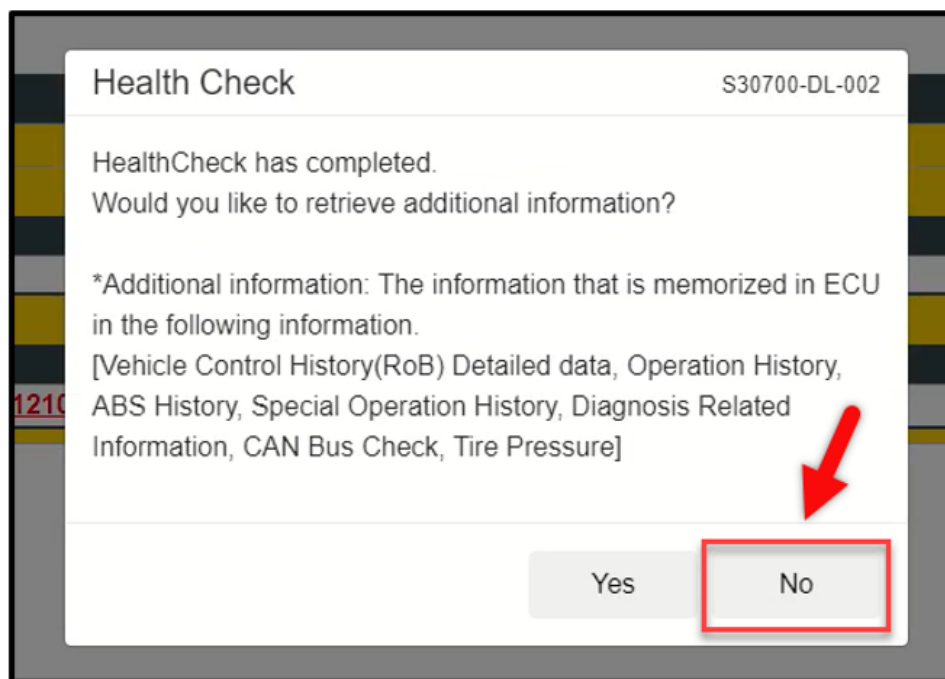 Health Check
S30700-DL-002
HealthCheck has completed.
Would you like to retrieve additional information?
*Additional information: The information that is memorized in ECU
in the following information.
[Vehicle Control History(RoB) Detailed data, Operation History,
1210
ABS History, Special Operation History, Diagnosis Related
Information, CAN Bus Check, Tire Pressure]
Yes
No